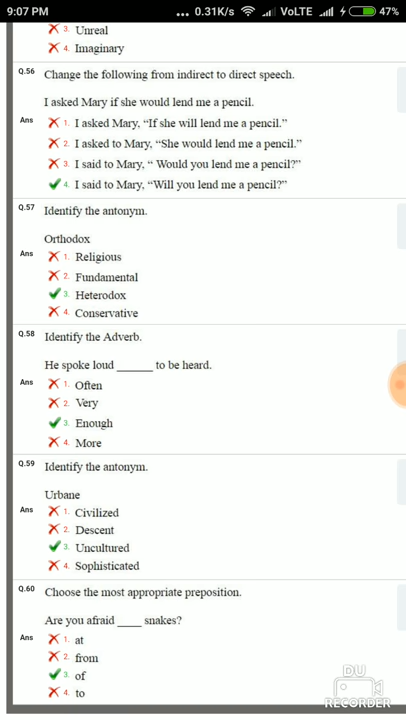 9:07 PM ... 0.31K/s VoLTE 47%
3. Unreal
4. Imaginary
Q.56 Change the following from indirect to direct speech.
I asked Mary if she would lend me a pencil.
Ans 1. I asked Mary, “If she will lend me a pencil.”
2. I asked to Mary, “She would lend me a pencil.”
3. I said to Mary, “ Would you lend me a pencil?”
4. I said to Mary, “Will you lend me a pencil?”
Q.57 Identify the antonym.
Orthodox
Ans 1. Religious
2. Fundamental
3. Heterodox
4. Conservative
Q.58 Identify the Adverb.
He spoke loud ______ to be heard.
Ans 1. Often
2. Very
3. Enough
4. More
Q.59 Identify the antonym.
Urbane
Ans 1. Civilized
2. Descent
3. Uncultured
4. Sophisticated
Q.60 Choose the most appropriate preposition.
Are you afraid ____ snakes?
Ans 1. at
2. from
3. of
4. to
DU
RECORDER